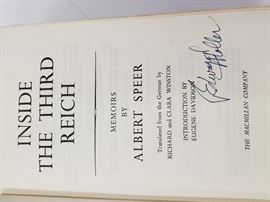 INSIDE
THE THIRD
REICH
MEMOIRS
BY
ALBERT SPEER
Translated from the German by
RICHARD and CLARA WINSTON
INTRODUCTION BY
EUGENE DAVIDSON
THE MACMILLAN COMPANY